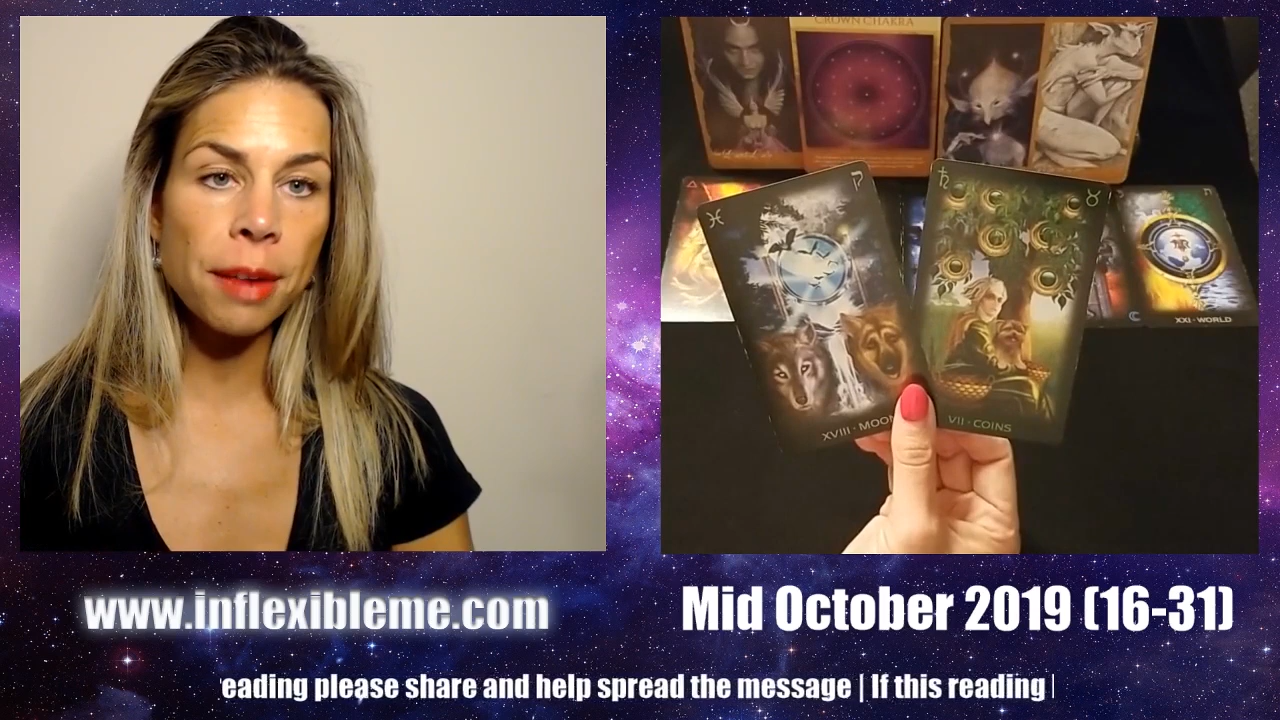 CROWN CHAKRA
XVIII · MOON
VII · COINS
XXI · WORLD
www.inflexibleme.com
Mid October 2019 (16-31)
eading please share and help spread the message | If this reading